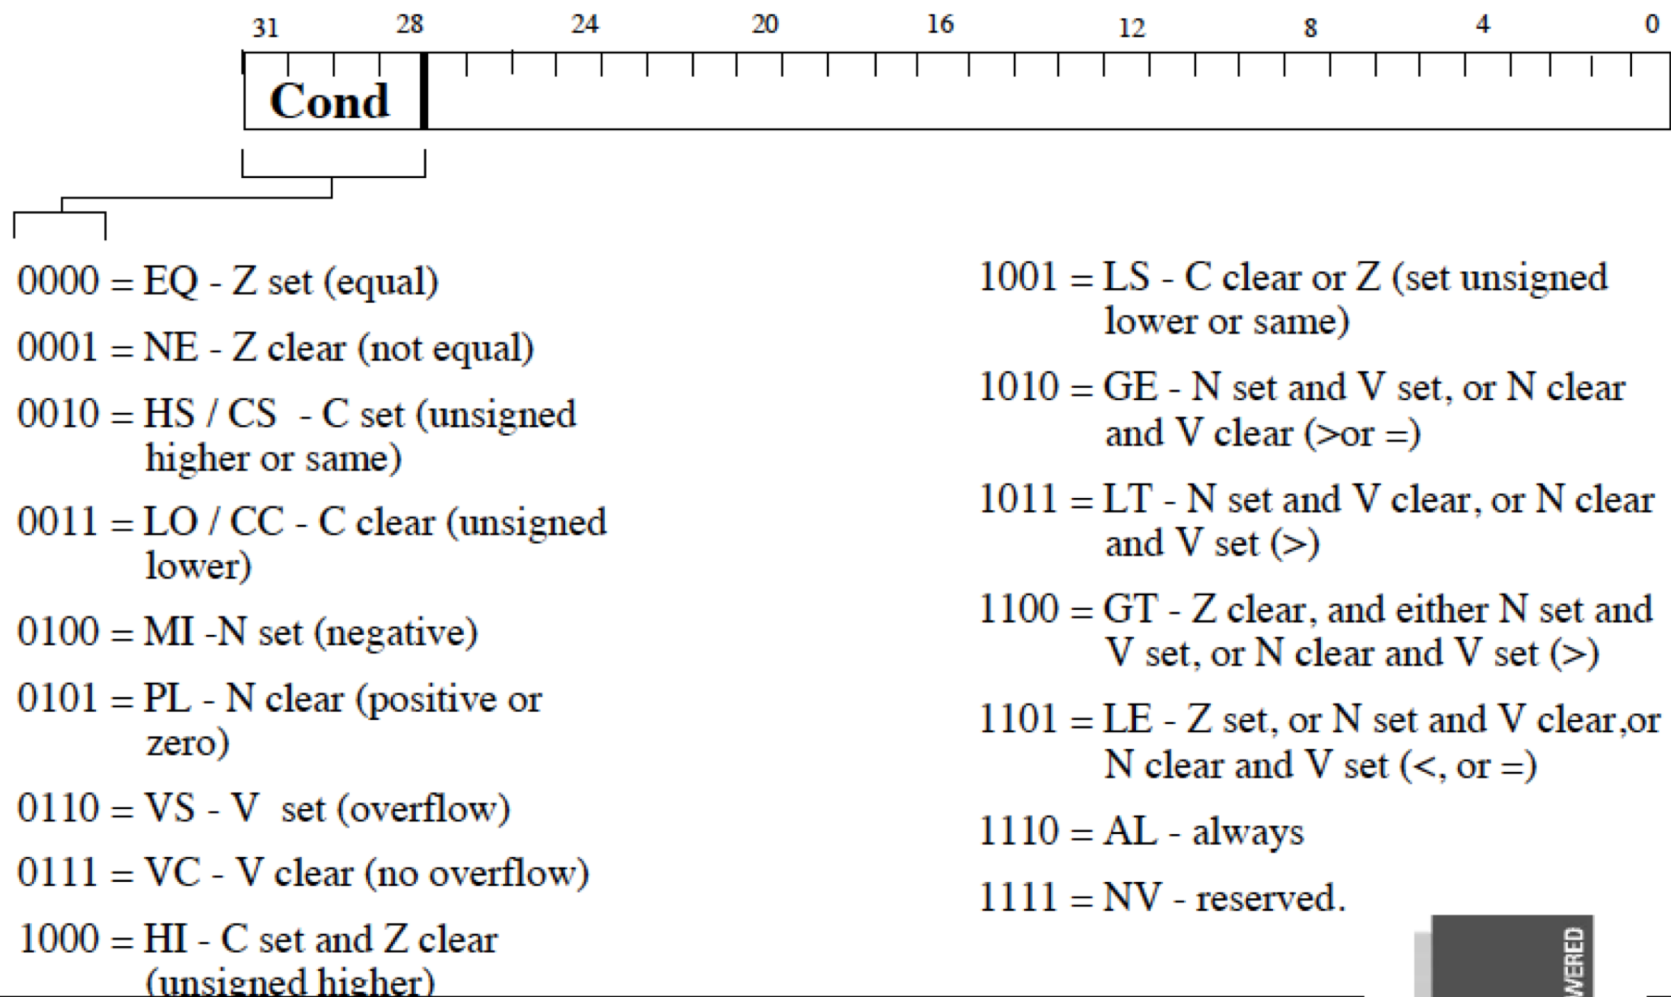 31 28 24 20 16 12 8 4 0
Cond
0000 = EQ - Z set (equal)
0001 = NE - Z clear (not equal)
0010 = HS / CS - C set (unsigned
higher or same)
0011 = LO / CC - C clear (unsigned
lower)
0100 = MI -N set (negative)
0101 = PL - N clear (positive or
zero)
0110 = VS - V set (overflow)
0111 = VC - V clear (no overflow)
1000 = HI - C set and Z clear
(unsigned higher)
1001 = LS - C clear or Z (set unsigned
lower or same)
1010 = GE - N set and V set, or N clear
and V clear (>or =)
1011 = LT - N set and V clear, or N clear
and V set (>)
1100 = GT - Z clear, and either N set and
V set, or N clear and V set (>)
1101 = LE - Z set, or N set and V clear,or
N clear and V set (<, or =)
1110 = AL - always
1111 = NV - reserved.